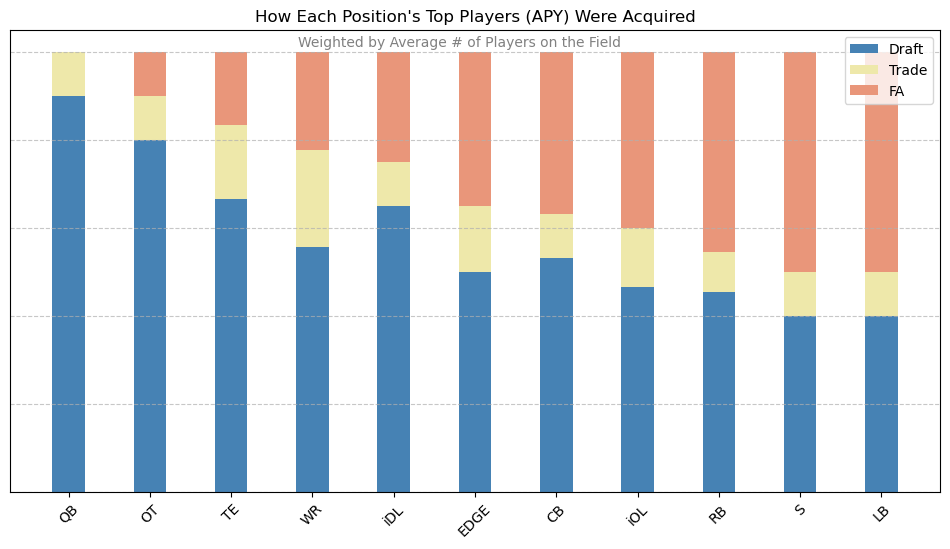 How Each Position's Top Players (APY) Were Acquired
Weighted by Average # of Players on the Field
Draft
Trade
FA
QB
OT
TE
WR
iDL
EDGE
CB
iOL
RB
S
LB